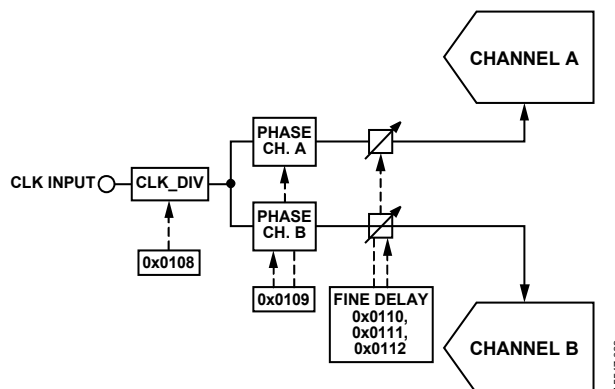 CHANNEL A
PHASE
CH. A
CLK INPUT
CLK_DIV
PHASE
CH. B
0x0108
0x0109
FINE DELAY
0x0110,
0x0111,
0x0112
CHANNEL B